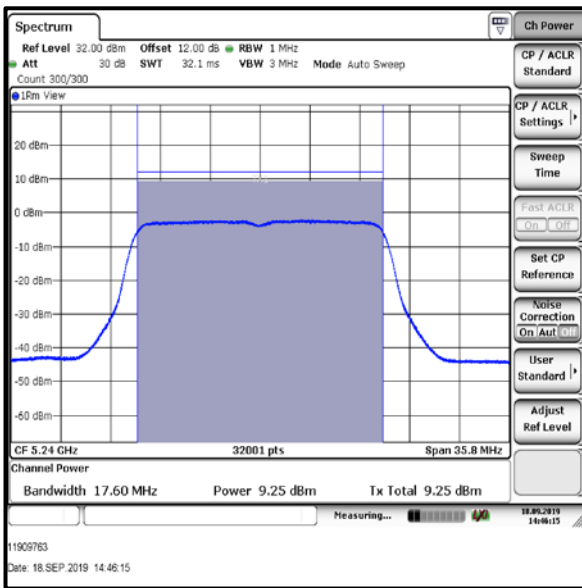 Spectrum
Ref Level 32.00 dBm Offset 12.00 dB RBW 1 MHz
Att 30 dB SWT 32.1 ms VBW 3 MHz Mode Auto Sweep
Count 300/300
1Rm View
20 dBm
10 dBm
0 dBm
-10 dBm
-20 dBm
-30 dBm
-40 dBm
-50 dBm
-60 dBm
CF 5.24 GHz 32001 pts Span 35.8 MHz
Channel Power
Bandwidth 17.60 MHz Power 9.25 dBm Tx Total 9.25 dBm
Measuring...
18.09.2019
14:46:15
Ch Power
CP / ACLR
Standard
CP / ACLR
Settings
Sweep
Time
Fast ACLR
On Off
Set CP
Reference
Noise
Correction
On Aut Off
User
Standard
Adjust
Ref Level
11909763
Date: 18.SEP.2019 14:46:15